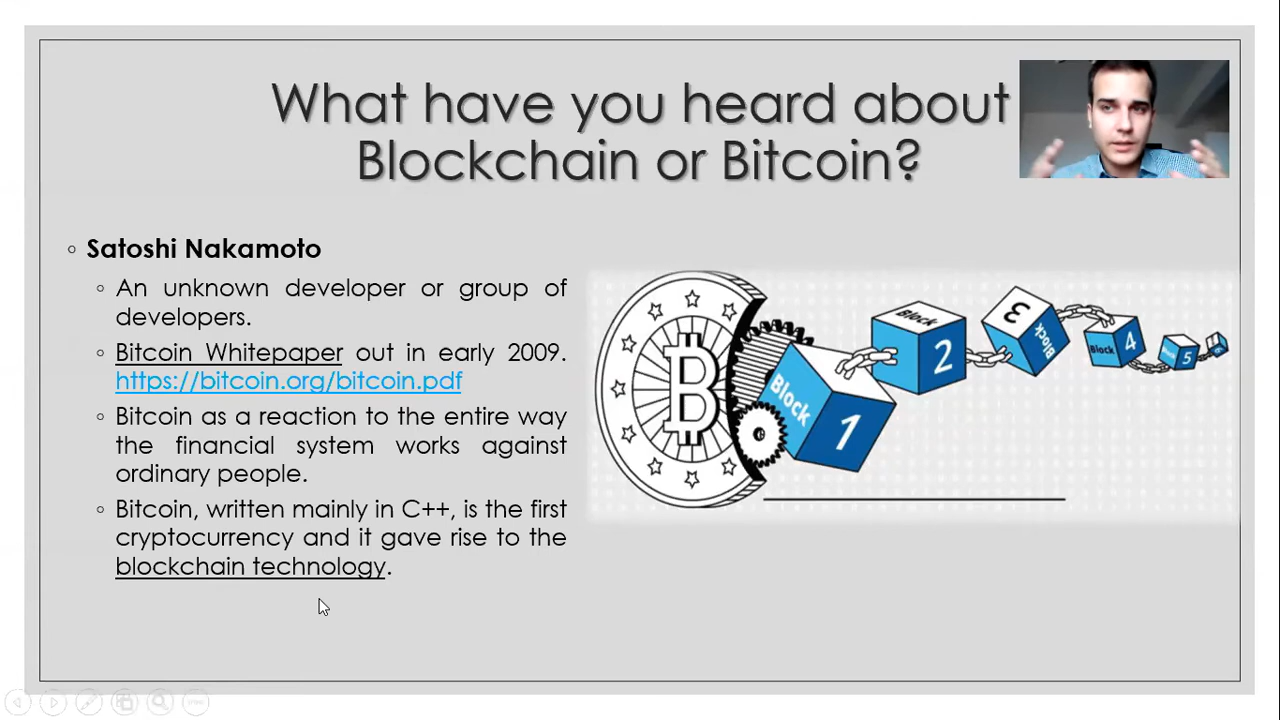 What have you heard about
Blockchain or Bitcoin?
Satoshi Nakamoto
An unknown developer or group of
developers.
Bitcoin Whitepaper out in early 2009.
https://bitcoin.org/bitcoin.pdf
Bitcoin as a reaction to the entire way
the financial system works against
ordinary people.
Bitcoin, written mainly in C++, is the first
cryptocurrency and it gave rise to the
blockchain technology.
Block 1
Block 2
3 Block
Block 4
Block 5